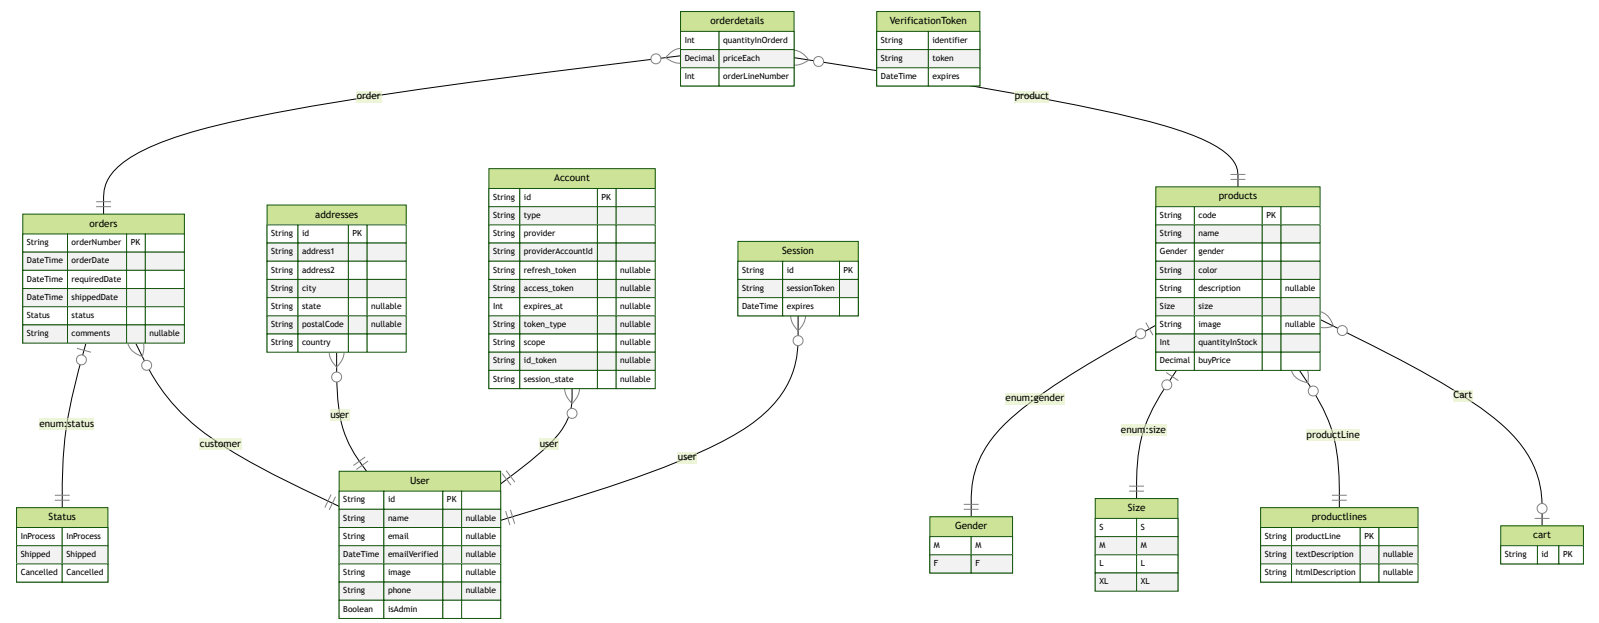 orderdetails
Int quantityInOrderd
Decimal priceEach
Int orderLineNumber
VerificationToken
String identifier
String token
DateTime expires
order
product
orders
String orderNumber PK
DateTime orderDate
DateTime requiredDate
DateTime shippedDate
Status status
String comments nullable
addresses
String id PK
String address1
String address2
String city
String state nullable
String postalCode nullable
String country
Account
String id PK
String type
String provider
String providerAccountId
String refresh_token nullable
String access_token nullable
Int expires_at nullable
String token_type nullable
String scope nullable
String id_token nullable
String session_state nullable
Session
String id PK
String sessionToken
DateTime expires
products
String code PK
String name
Gender gender
String color
String description nullable
Size size
String image nullable
Int quantityInStock
Decimal buyPrice
enum:status
customer
user
user
user
enum:gender
enum:size
productLine
Cart
Status
InProcess InProcess
Shipped Shipped
Cancelled Cancelled
User
String id PK
String name nullable
String email nullable
DateTime emailVerified nullable
String image nullable
String phone nullable
Boolean isAdmin
Gender
M M
F F
Size
S S
M M
L L
XL XL
productlines
String productLine PK
String textDescription nullable
String htmlDescription nullable
cart
String id PK